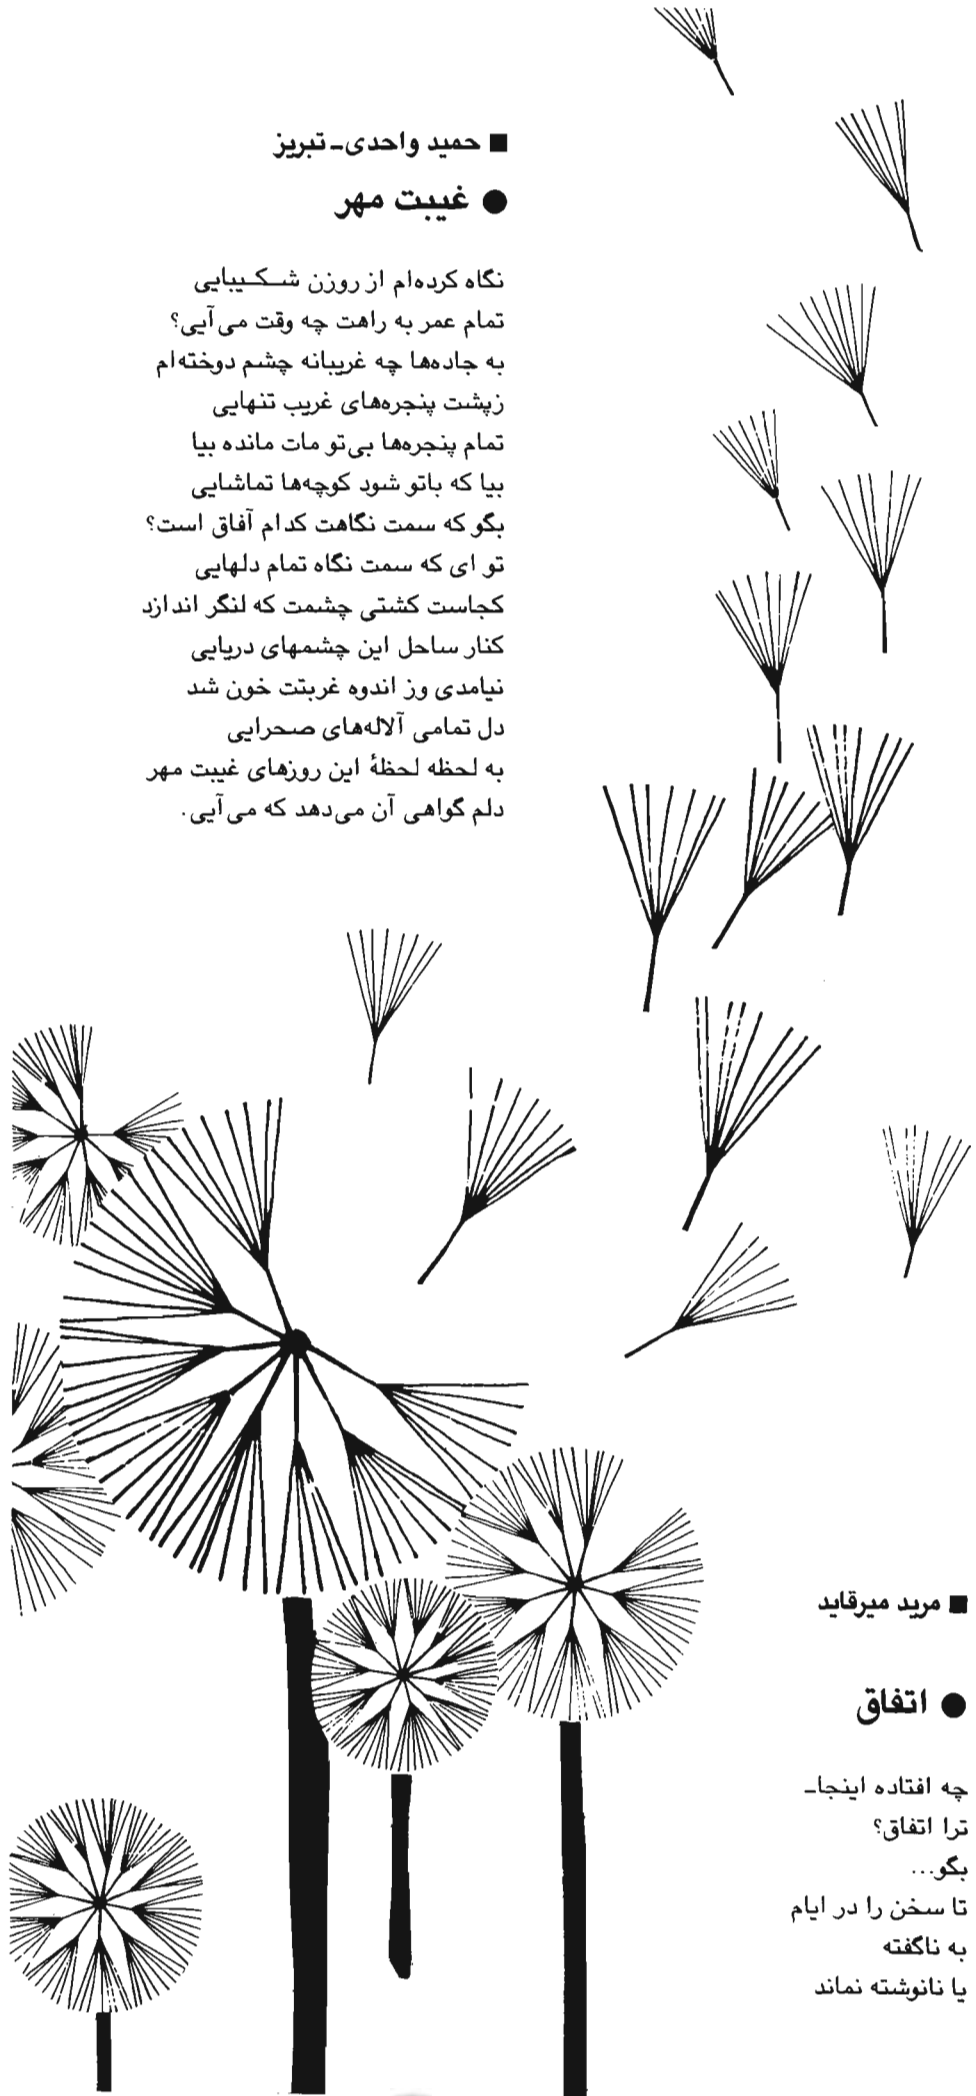 ■ حمید واحدی ـ تبریز
● غیبت مهر
نگاه کرده‌ام از روزن شکیبایی
تمام عمر به راهت چه وقت می‌آیی؟
به جاده‌ها چه غریبانه چشم دوخته‌ام
زپشت پنجره‌های غریب تنهایی
تمام پنجره‌ها بی‌تو مات مانده بیا
بیا که باتو شود کوچه‌ها تماشایی
بگو که سمت نگاهت کدام آفاق است؟
تو ای که سمت نگاه تمام دلهایی
کجاست کشتی چشمت که لنگر اندازد
کنار ساحل این چشمهای دریایی
نیامدی وز اندوه غربتت خون شد
دل تمامی آلاله‌های صحرایی
به لحظه لحظهٔ این روزهای غیبت مهر
دلم گواهی آن می‌دهد که می‌آیی.
■ مرید میرقاید
● اتفاق
چه افتاده اینجاـ
ترا اتفاق؟
بگو...
تا سخن را در ایام
به ناگفته
یا نانوشته نماند